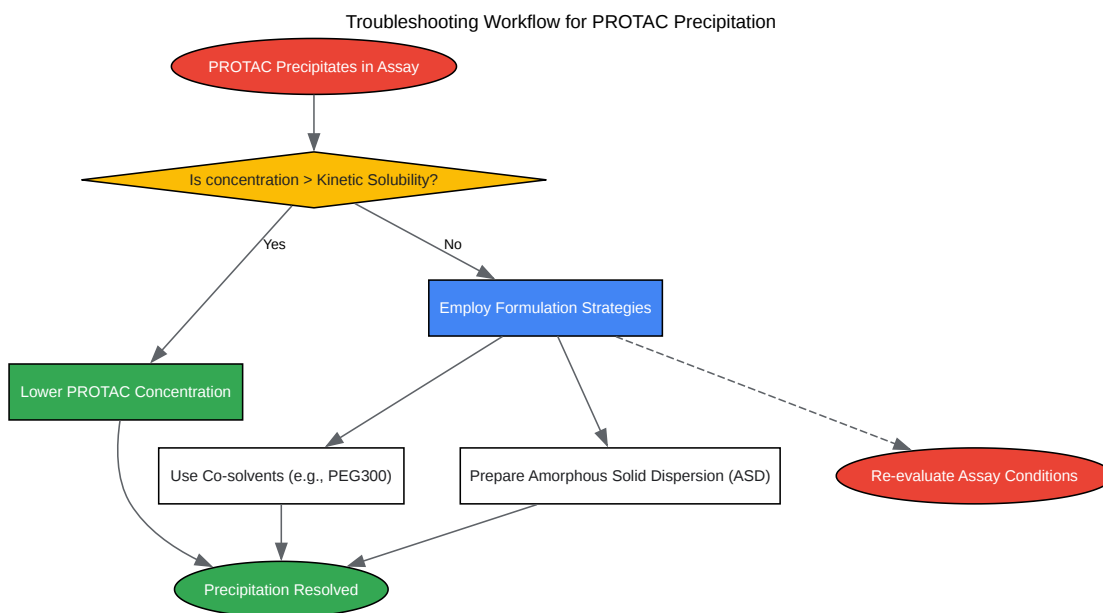 Troubleshooting Workflow for PROTAC Precipitation
PROTAC Precipitates in Assay
Is concentration > Kinetic Solubility?
Yes
No
Employ Formulation Strategies
Lower PROTAC Concentration
Use Co-solvents (e.g., PEG300)
Prepare Amorphous Solid Dispersion (ASD)
Re-evaluate Assay Conditions
Precipitation Resolved